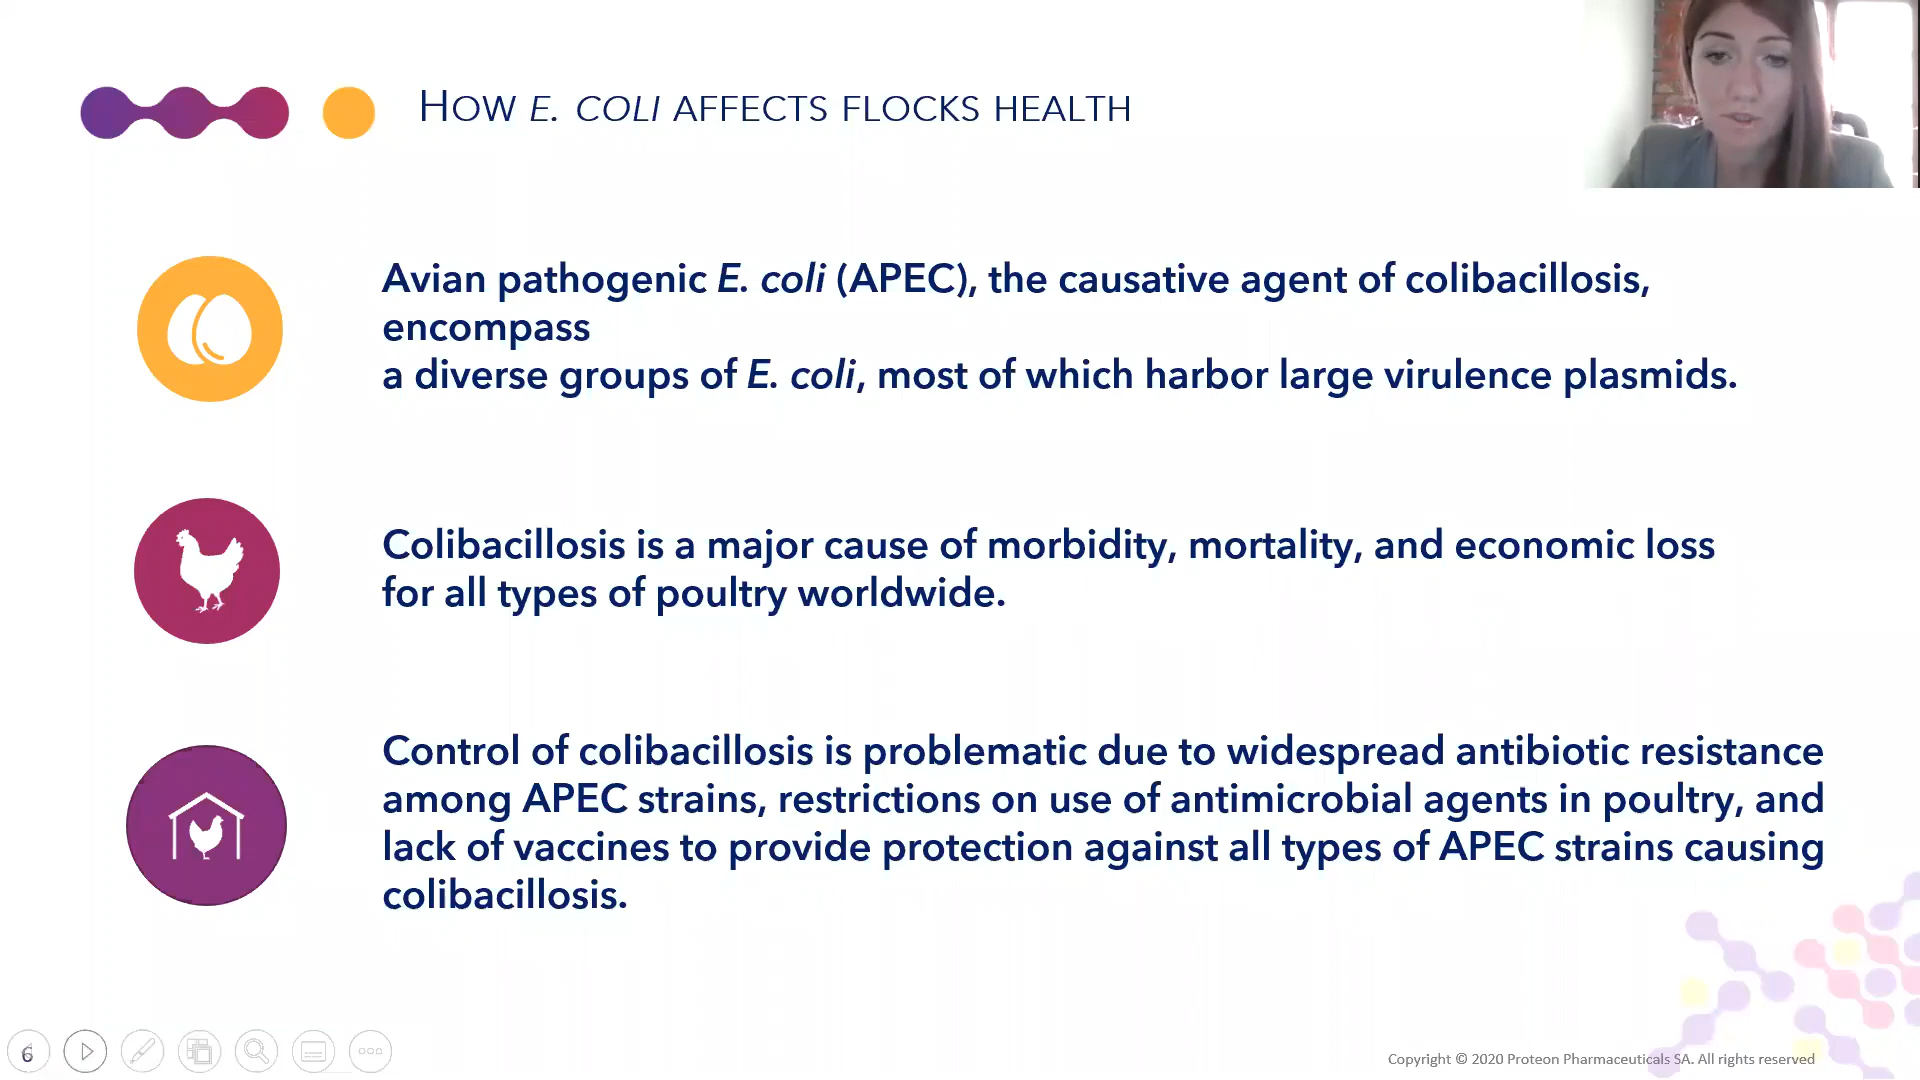 HOW E. COLI AFFECTS FLOCKS HEALTH
Avian pathogenic E. coli (APEC), the causative agent of colibacillosis,
encompass
a diverse groups of E. coli, most of which harbor large virulence plasmids.
Colibacillosis is a major cause of morbidity, mortality, and economic loss
for all types of poultry worldwide.
Control of colibacillosis is problematic due to widespread antibiotic resistance
among APEC strains, restrictions on use of antimicrobial agents in poultry, and
lack of vaccines to provide protection against all types of APEC strains causing
colibacillosis.
6
Copyright © 2020 Proteon Pharmaceuticals SA. All rights reserved